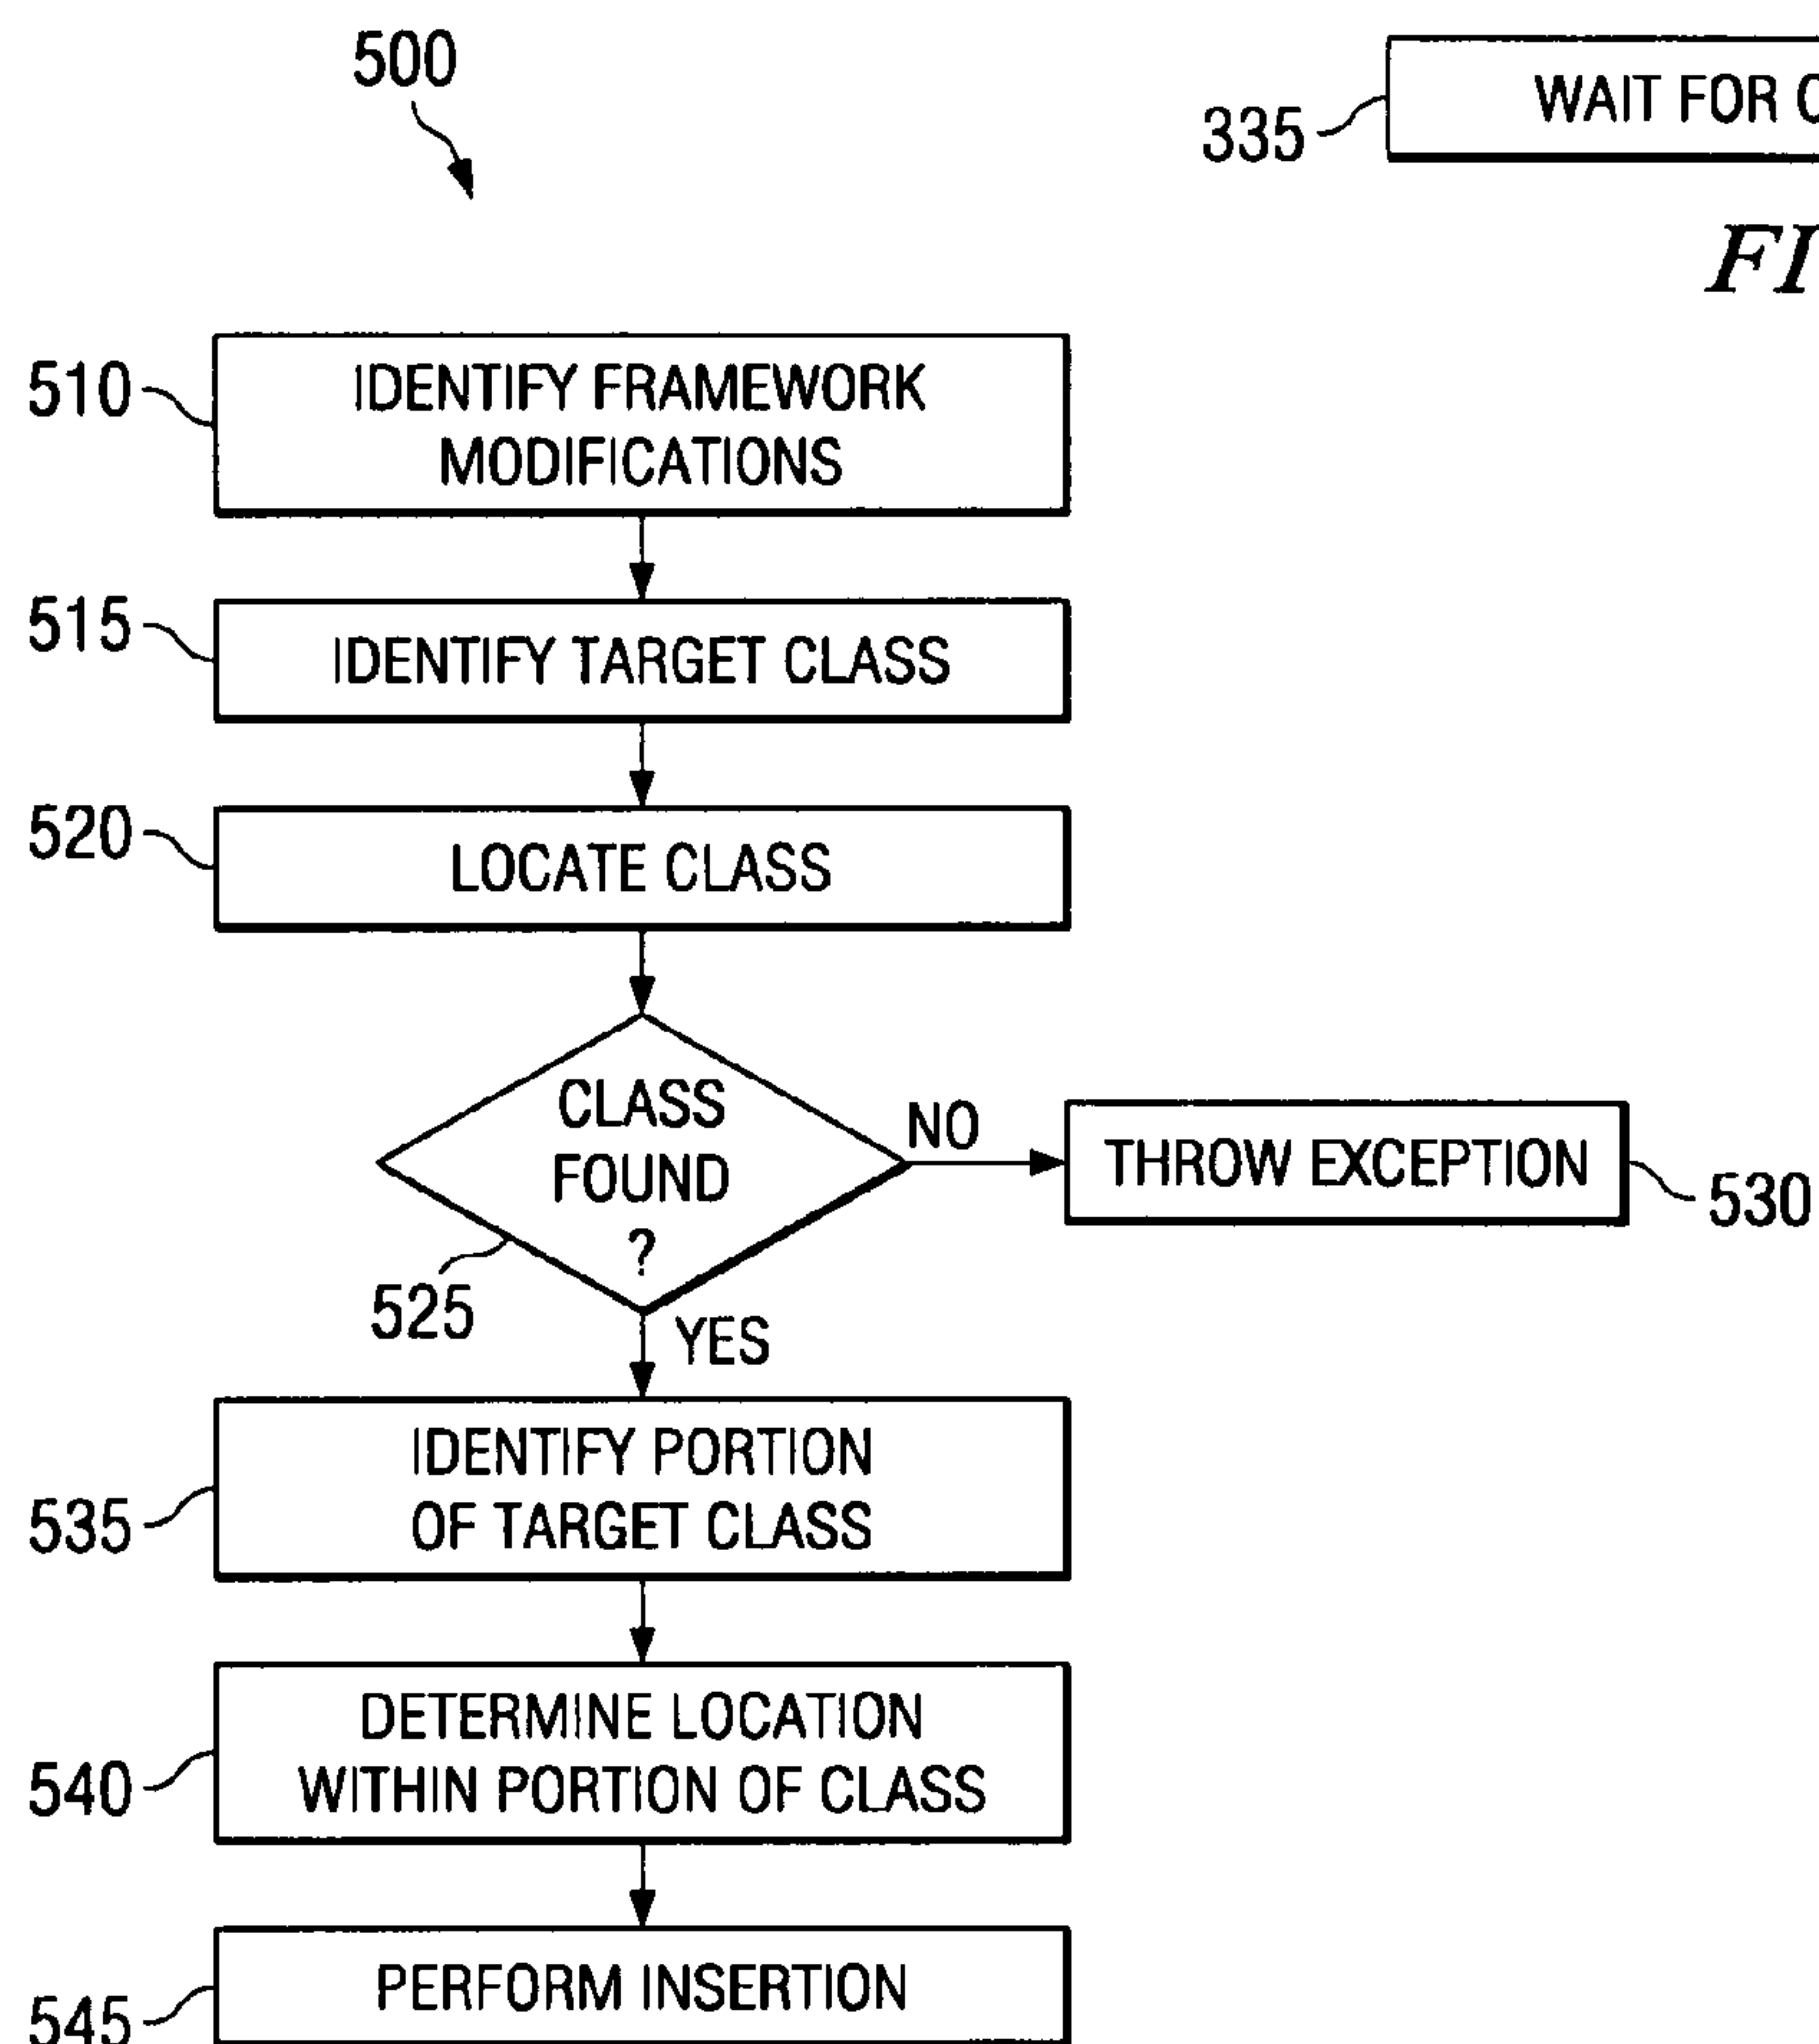 500
335
WAIT FOR
510
IDENTIFY FRAMEWORK
MODIFICATIONS
515
IDENTIFY TARGET CLASS
520
LOCATE CLASS
CLASS
FOUND
?
NO
THROW EXCEPTION
530
525
YES
535
IDENTIFY PORTION
OF TARGET CLASS
540
DETERMINE LOCATION
WITHIN PORTION OF CLASS
545
PERFORM INSERTION